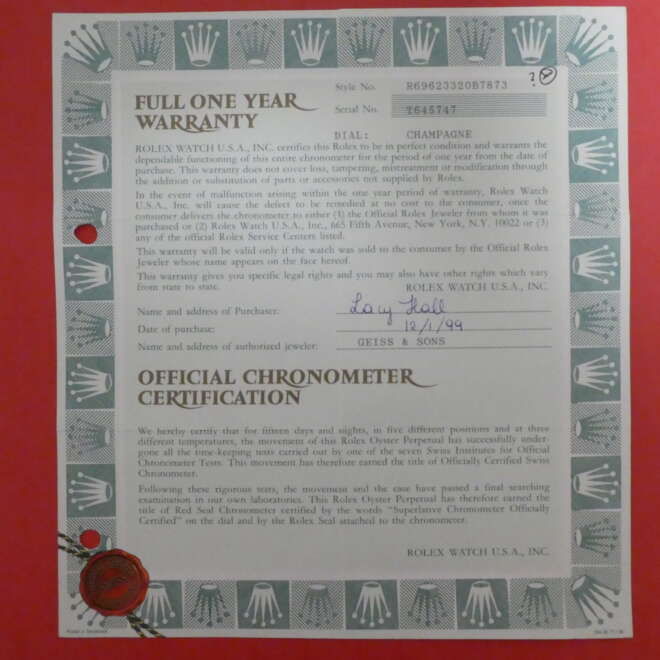 Style No. R69623320B7873
FULL ONE YEAR
WARRANTY
Serial No. T645747
DIAL: CHAMPAGNE
ROLEX WATCH U.S.A., INC. certifies this Rolex to be in perfect condition and warrants the
dependable functioning of this entire chronometer for the period of one year from the date of
purchase. This warranty does not cover loss, tampering, mistreatment or modification through
the addition or substitution of parts or accessories not supplied by Rolex.
In the event of malfunction arising within the one year period of warranty, Rolex Watch
U.S.A., Inc. will cause the defect to be remedied at no cost to the consumer, once the
consumer delivers the chronometer to either (1) the Official Rolex Jeweler from whom it was
purchased or (2) Rolex Watch U.S.A., Inc., 665 Fifth Avenue, New York, N.Y. 10022 or (3)
any of the official Rolex Service Centers listed.
This warranty will be valid only if the watch was sold to the consumer by the Official Rolex
Jeweler whose name appears on the face hereof.
This warranty gives you specific legal rights and you may also have other rights which vary
from state to state. ROLEX WATCH U.S.A., INC.
Name and address of Purchaser: Lacy Hall
Date of purchase: 12/1/99
Name and address of authorized jeweler: GEISS & SONS
OFFICIAL CHRONOMETER
CERTIFICATION
We hereby certify that for fifteen days and nights, in five different positions and at three
different temperatures, the movement of this Rolex Oyster Perpetual has successfully under-
gone all the time-keeping tests carried out by one of the seven Swiss Institutes for Official
Chronometer Tests. This movement has therefore earned the title of Officially Certified Swiss
Chronometer.
Following these rigorous tests, the movement and the case have passed a final searching
examination in our own laboratories. This Rolex Oyster Perpetual has therefore earned the
title of Red Seal Chronometer certified by the words "Superlative Chronometer Officially
Certified" on the dial and by the Rolex Seal attached to the chronometer.
ROLEX WATCH U.S.A., INC.